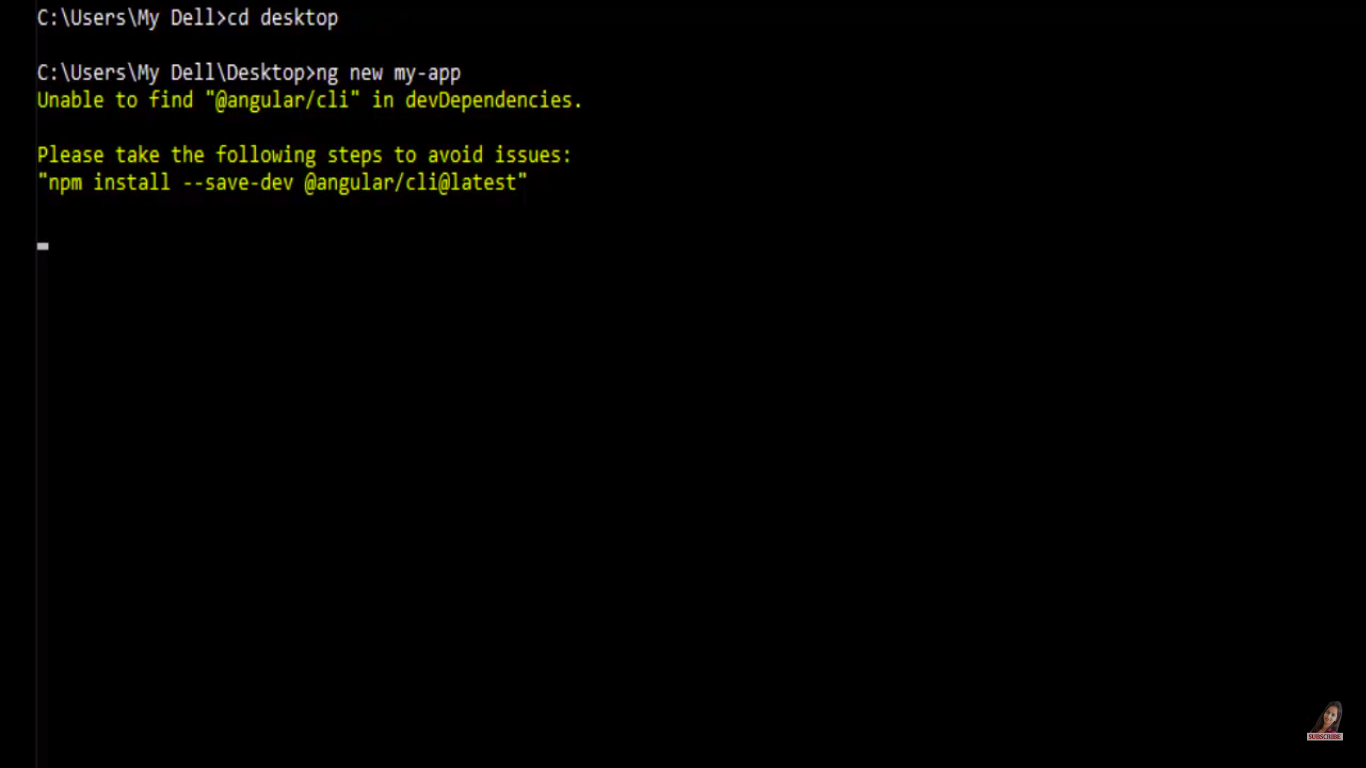 C:\Users\My Dell>cd desktop
C:\Users\My Dell\Desktop>ng new my-app
Unable to find "@angular/cli" in devDependencies.
Please take the following steps to avoid issues:
"npm install --save-dev @angular/cli@latest"
SUBSCRIBE